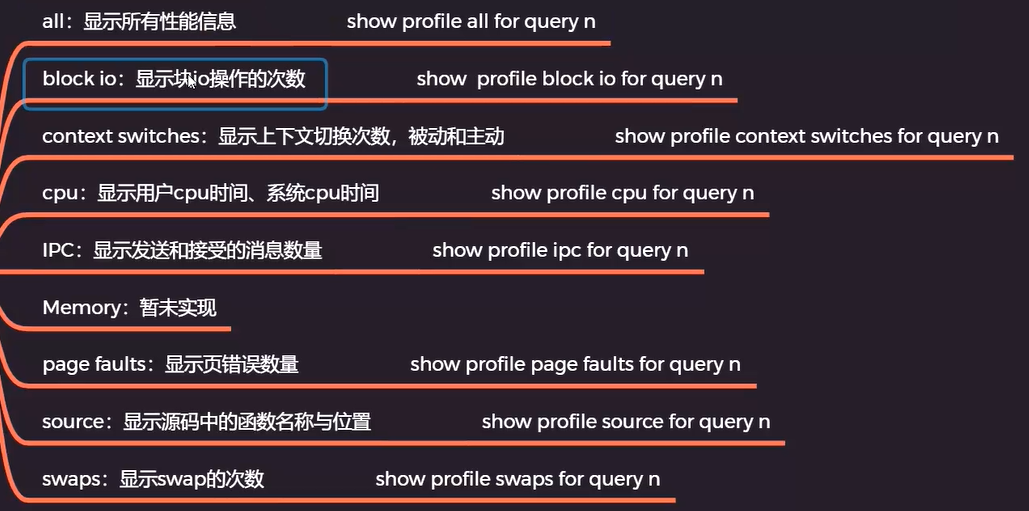 all：显示所有性能信息 show profile all for query n
block io：显示块io操作的次数 show profile block io for query n
context switches：显示上下文切换次数，被动和主动 show profile context switches for query n
cpu：显示用户cpu时间、系统cpu时间 show profile cpu for query n
IPC：显示发送和接受的消息数量 show profile ipc for query n
Memory：暂未实现
page faults：显示页错误数量 show profile page faults for query n
source：显示源码中的函数名称与位置 show profile source for query n
swaps：显示swap的次数 show profile swaps for query n